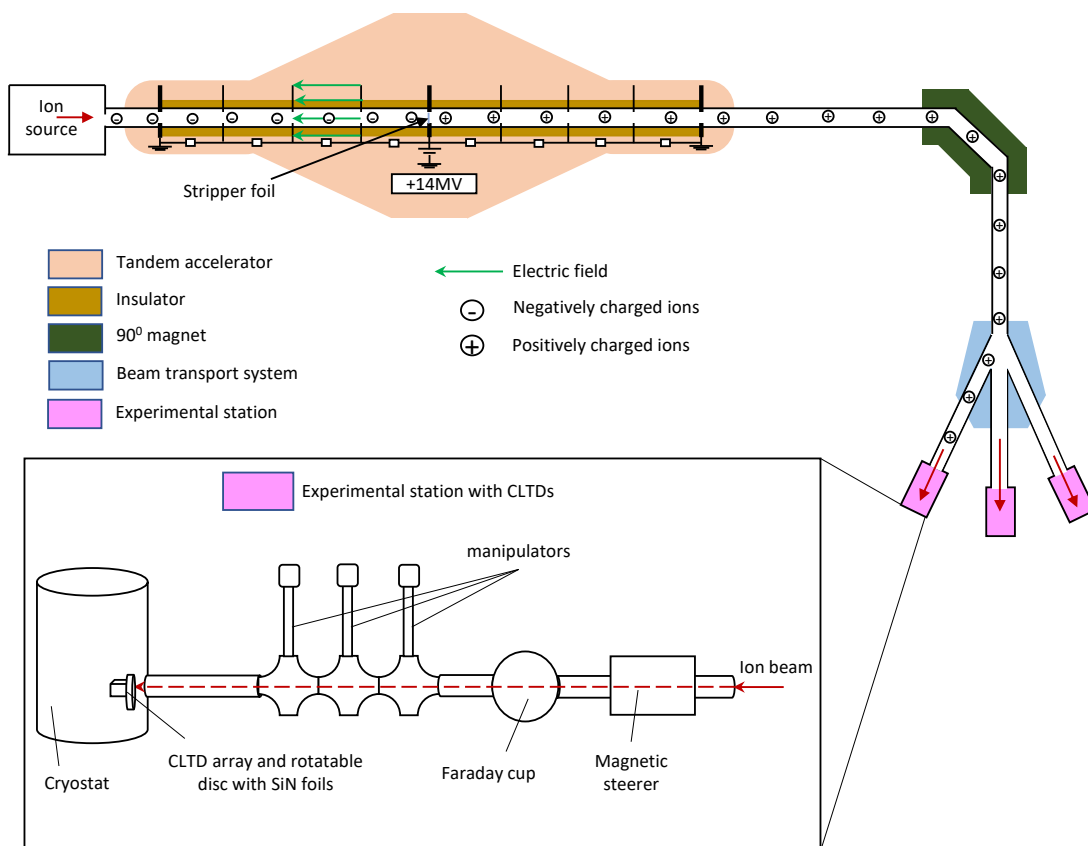 Ion
source
Stripper foil
+14MV
Tandem accelerator
Insulator
90⁰ magnet
Beam transport system
Experimental station
Electric field
Negatively charged ions
Positively charged ions
Experimental station with CLTDs
manipulators
Ion beam
Cryostat
CLTD array and rotatable
disc with SiN foils
Faraday cup
Magnetic
steerer